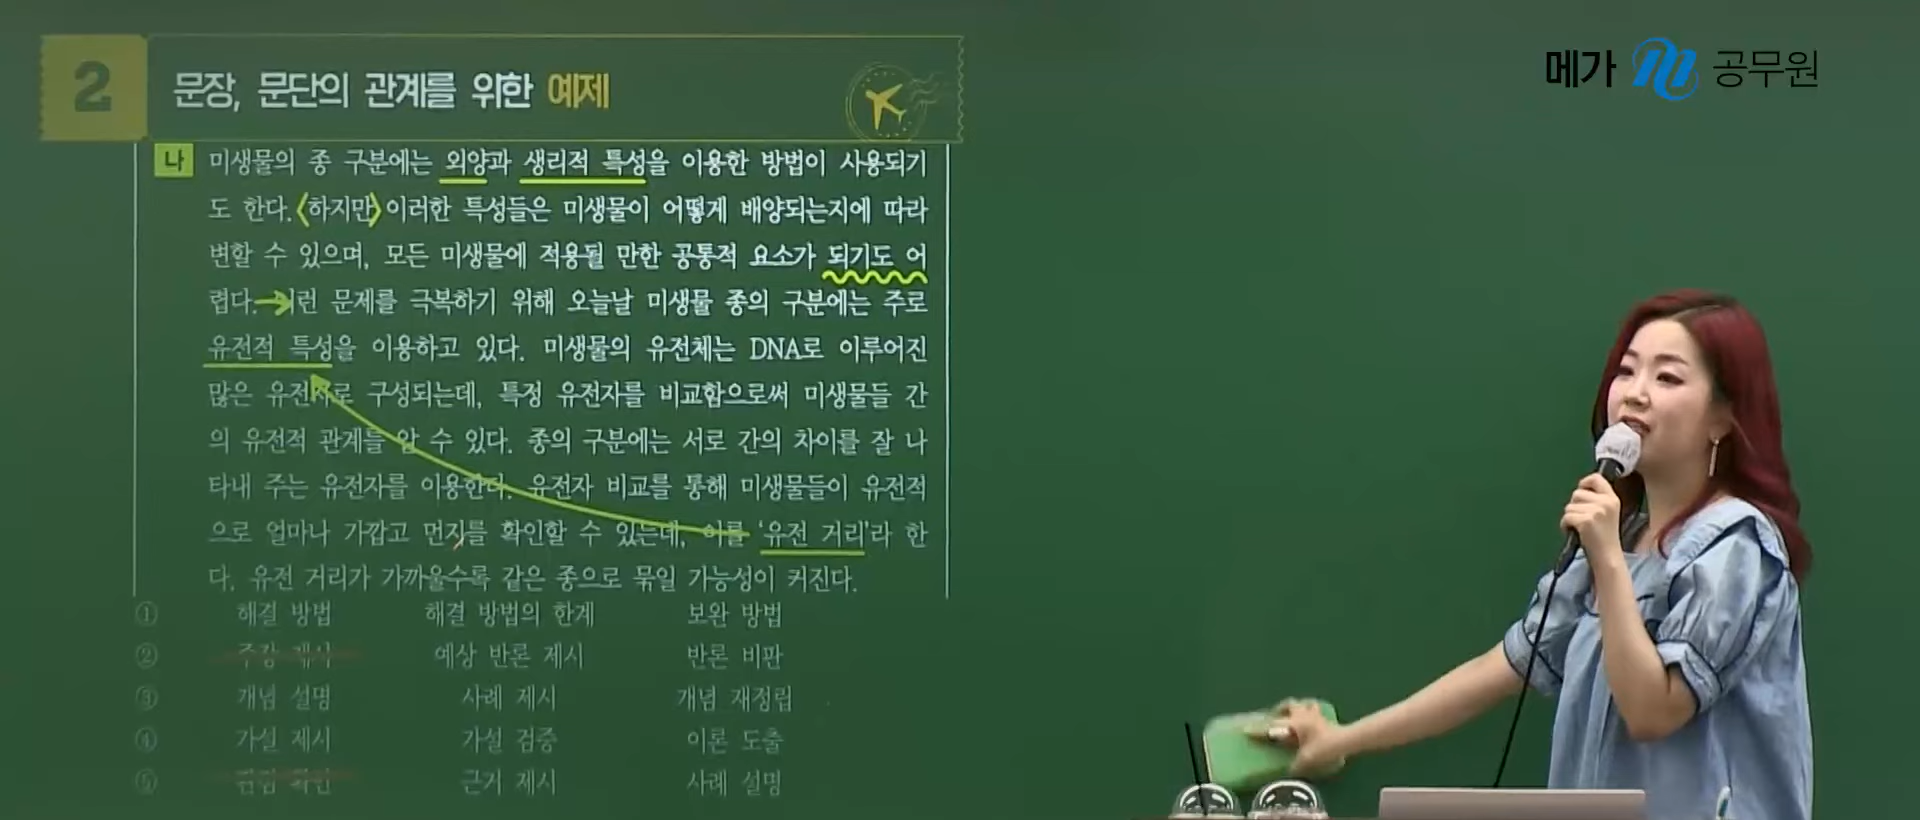 2 문장, 문단의 관계를 위한 예제
메가 공무원
나 미생물의 종 구분에는 외양과 생리적 특성을 이용한 방법이 사용되기
도 한다. 〈하지만〉 이러한 특성들은 미생물이 어떻게 배양되는지에 따라
변할 수 있으며, 모든 미생물에 적용될 만한 공통적 요소가 되기도 어
렵다. → 이런 문제를 극복하기 위해 오늘날 미생물 종의 구분에는 주로
유전적 특성을 이용하고 있다. 미생물의 유전체는 DNA로 이루어진
많은 유전자로 구성되는데, 특정 유전자를 비교함으로써 미생물들 간
의 유전적 관계를 알 수 있다. 종의 구분에는 서로 간의 차이를 잘 나
타내 주는 유전자를 이용한다. 유전자 비교를 통해 미생물들이 유전적
으로 얼마나 가깝고 먼지를 확인할 수 있는데, 이를 ‘유전 거리’라 한
다. 유전 거리가 가까울수록 같은 종으로 묶일 가능성이 커진다.
① 해결 방법 해결 방법의 한계 보완 방법
② 주장 제시 예상 반론 제시 반론 비판
③ 개념 설명 사례 제시 개념 재정립
④ 가설 제시 가설 검증 이론 도출
⑤ 근거 제시 사례 설명